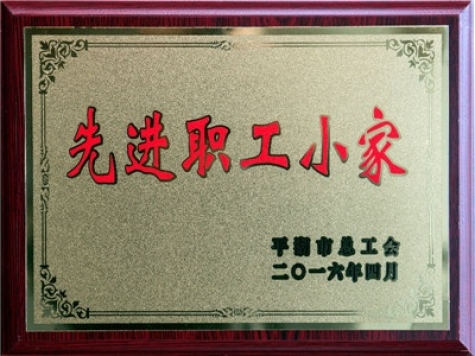 先进职工小家
平湖市总工会
二〇一六年四月